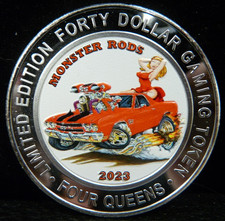 LIMITED EDITION FORTY DOLLAR GAMING TOKEN
MONSTER RODS
2023
• FOUR QUEENS •